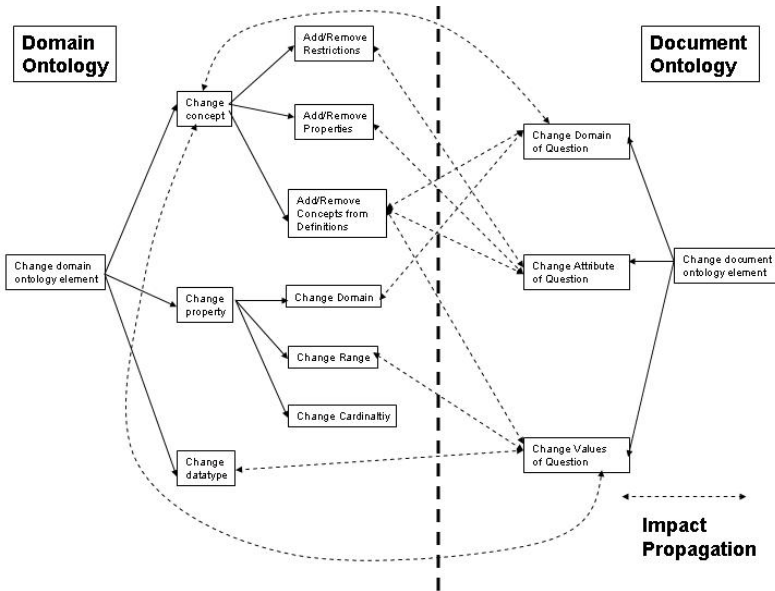 Domain
Ontology
Document
Ontology
Add/Remove
Restrictions
Change
concept
Add/Remove
Properties
Change Domain
of Question
Add/Remove
Concepts from
Definitions
Change domain
ontology element
Change Attribute
of Question
Change document
ontology element
Change
property
Change Domain
Change Range
Change Cardinaltiy
Change
datatype
Change Values
of Question
Impact
Propagation